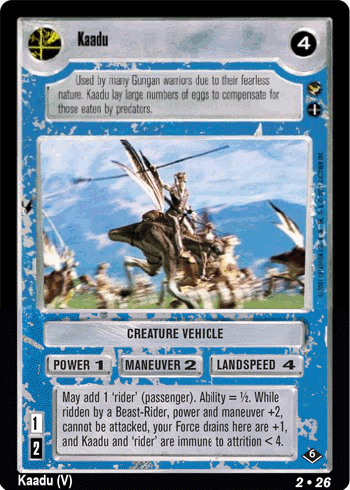 Kaadu
4
Used by many Gungan warriors due to their fearless
nature. Kaadu lay large numbers of eggs to compensate for
those eaten by predators.
CREATURE VEHICLE
POWER 1 MANEUVER 2 LANDSPEED 4
May add 1 'rider' (passenger). Ability = ½. While
ridden by a Beast-Rider, power and maneuver +2,
cannot be attacked, your Force drains here are +1,
and Kaadu and 'rider' are immune to attrition < 4.
1
2
6
Kaadu (V)
2 • 26